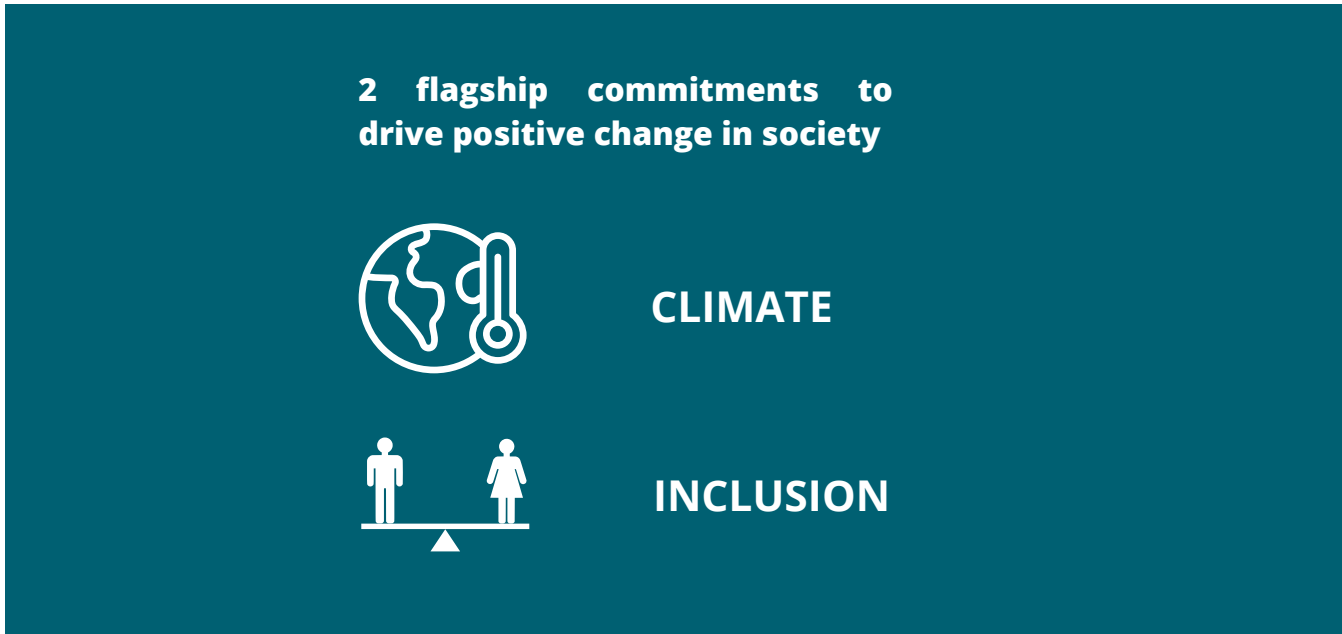 2 flagship commitments to
drive positive change in society
CLIMATE
INCLUSION